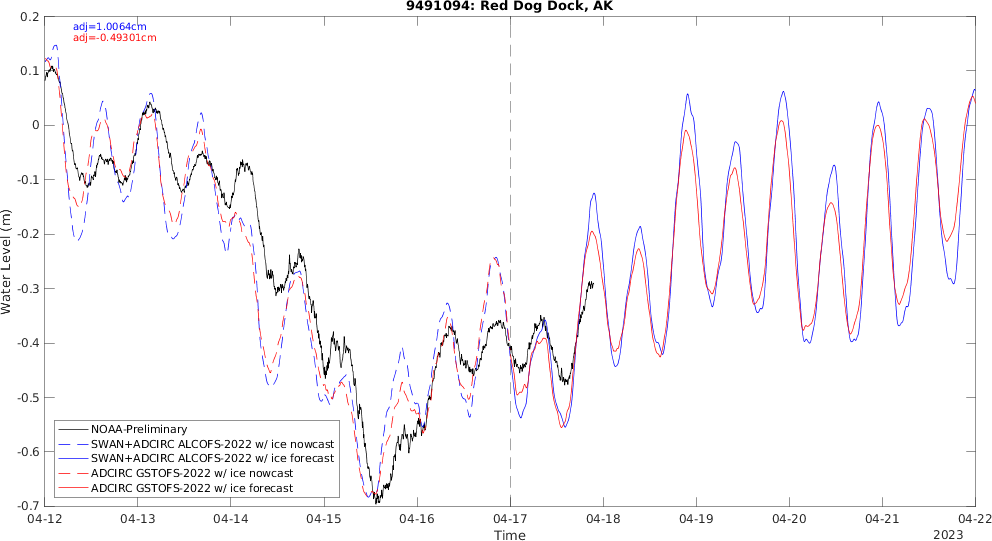 9491094: Red Dog Dock, AK
adj=1.0064cm
adj=-0.49301cm
0.2
0.1
0
-0.1
-0.2
-0.3
-0.4
-0.5
-0.6
-0.7
Water Level (m)
NOAA-Preliminary
SWAN+ADCIRC ALCOFS-2022 w/ ice nowcast
SWAN+ADCIRC ALCOFS-2022 w/ ice forecast
ADCIRC GSTOFS-2022 w/ ice nowcast
ADCIRC GSTOFS-2022 w/ ice forecast
04-12 04-13 04-14 04-15 04-16 04-17 04-18 04-19 04-20 04-21 04-22
Time
2023